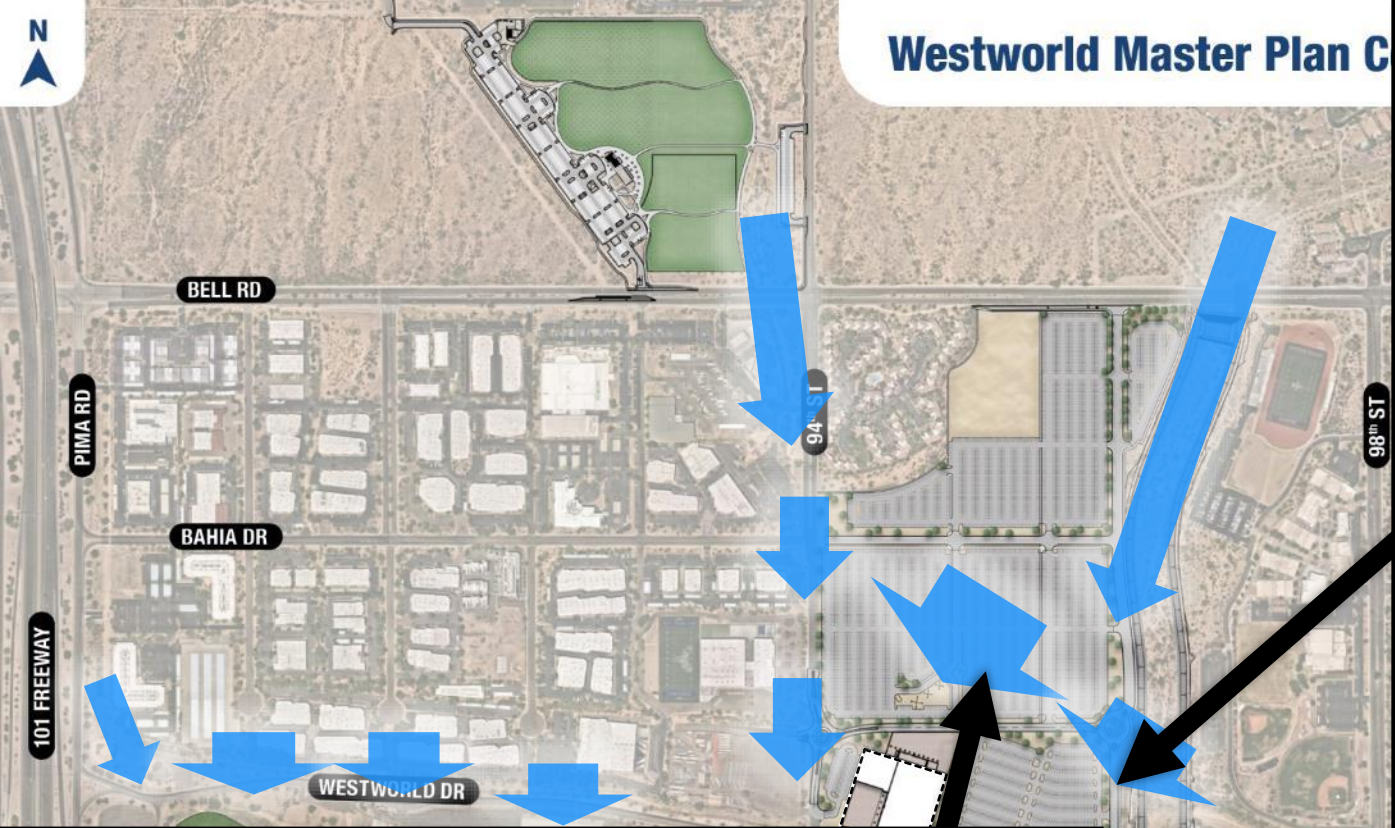 N
Westworld Master Plan C
BELL RD
PIMA RD
94th ST
98th ST
BAHIA DR
101 FREEWAY
WESTWORLD DR